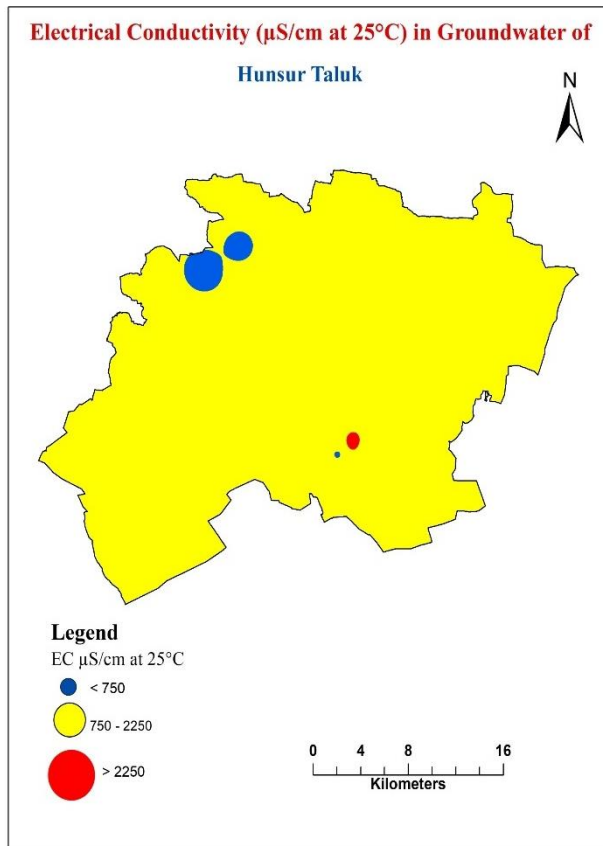 Electrical Conductivity (µS/cm at 25°C) in Groundwater of
Hunsur Taluk
N
Legend
EC µS/cm at 25°C
< 750
750 - 2250
> 2250
0 4 8 16
Kilometers